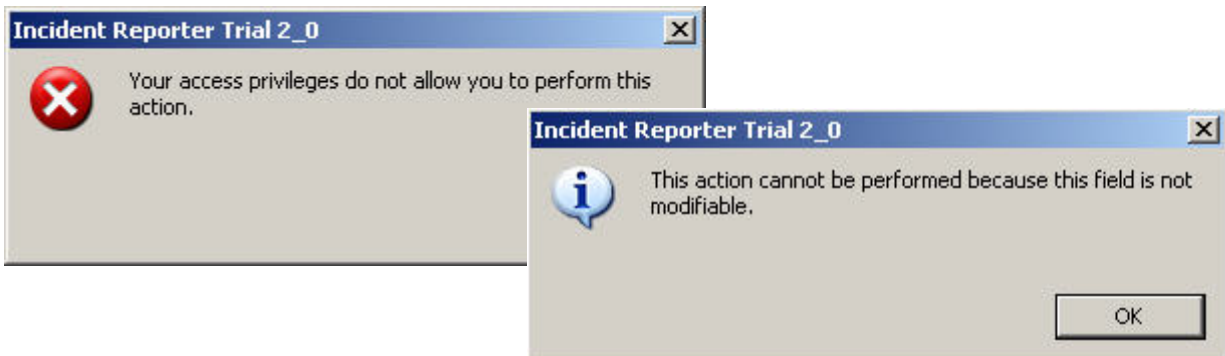 Incident Reporter Trial 2_0
Your access privileges do not allow you to perform this
action.
Incident Reporter Trial 2_0
This action cannot be performed because this field is not
modifiable.
OK